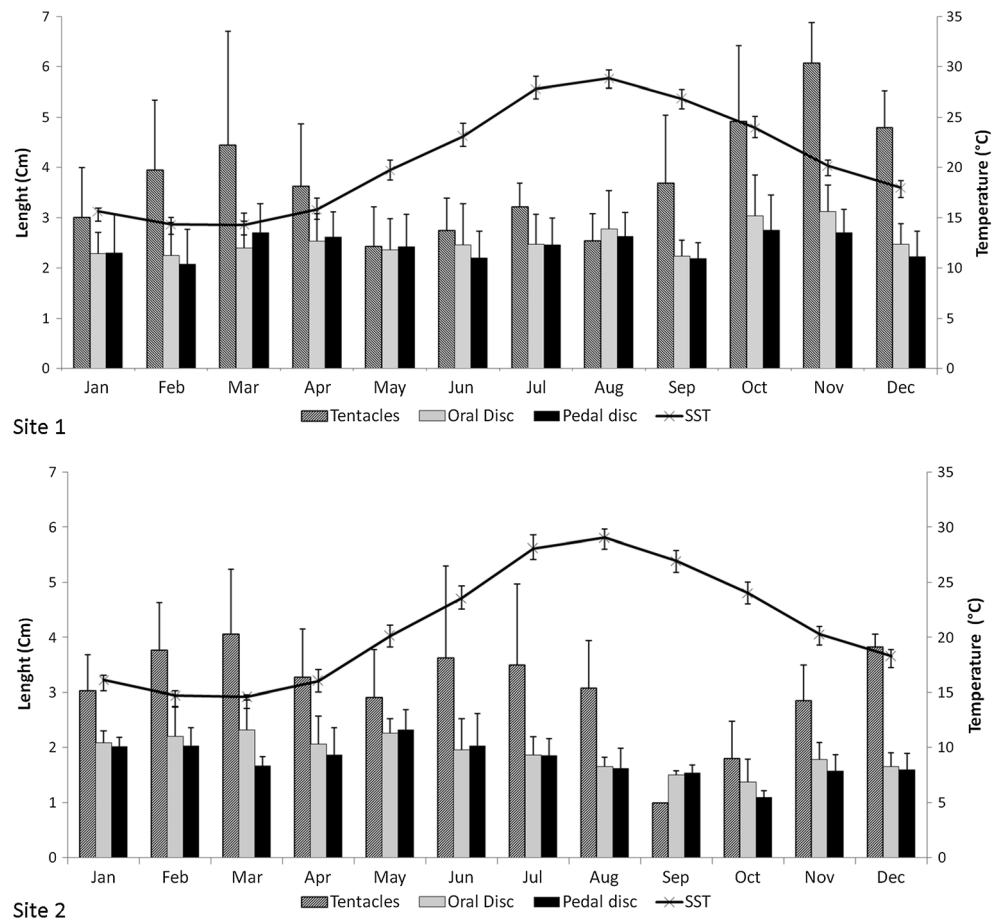 7 35
6 30
5 25
4 20
3 15
2 10
1 5
0 0
Lenght (Cm)
Temperature (°C)
Jan Feb Mar Apr May Jun Jul Aug Sep Oct Nov Dec
Tentacles Oral Disc Pedal disc SST
Site 1
7 35
6 30
5 25
4 20
3 15
2 10
1 5
0 0
Lenght (Cm)
Temperature (°C)
Jan Feb Mar Apr May Jun Jul Aug Sep Oct Nov Dec
Tentacles Oral Disc Pedal disc SST
Site 2